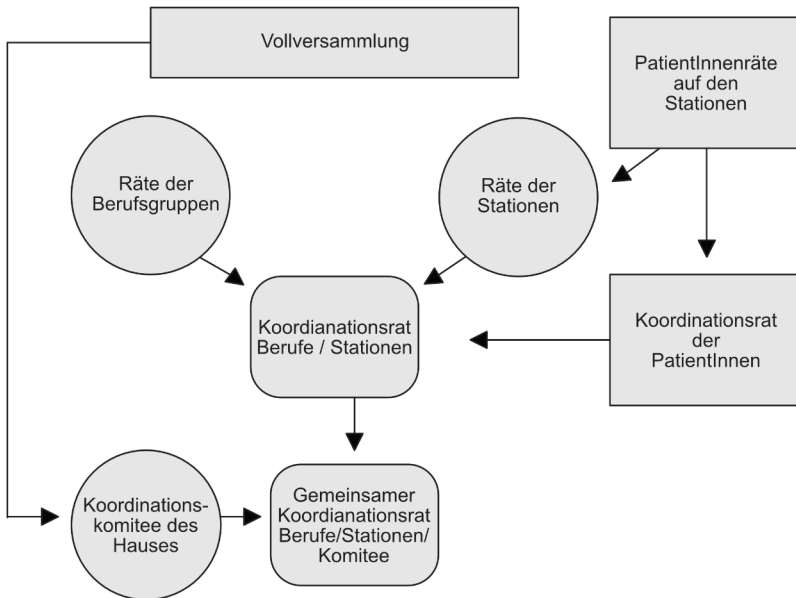 Vollversammlung
PatientInnenräte
auf den
Stationen
Räte der
Berufsgruppen
Räte der
Stationen
Koordianationsrat
Berufe / Stationen
Koordinationsrat
der
PatientInnen
Koordinations-
komitee des
Hauses
Gemeinsamer
Koordianationsrat
Berufe/Stationen/
Komitee